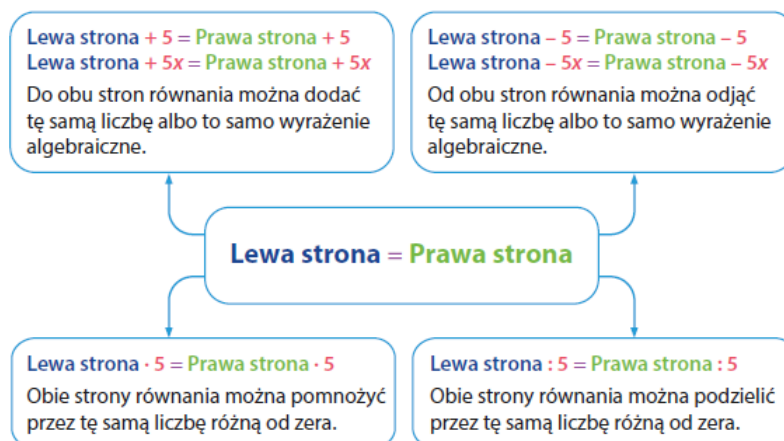 Lewa strona + 5 = Prawa strona + 5
Lewa strona + 5x = Prawa strona + 5x
Do obu stron równania można dodać
tę samą liczbę albo to samo wyrażenie
algebraiczne.
Lewa strona – 5 = Prawa strona – 5
Lewa strona – 5x = Prawa strona – 5x
Od obu stron równania można odjąć
tę samą liczbę albo to samo wyrażenie
algebraiczne.
Lewa strona = Prawa strona
Lewa strona · 5 = Prawa strona · 5
Obie strony równania można pomnożyć
przez tę samą liczbę różną od zera.
Lewa strona : 5 = Prawa strona : 5
Obie strony równania można podzielić
przez tę samą liczbę różną od zera.